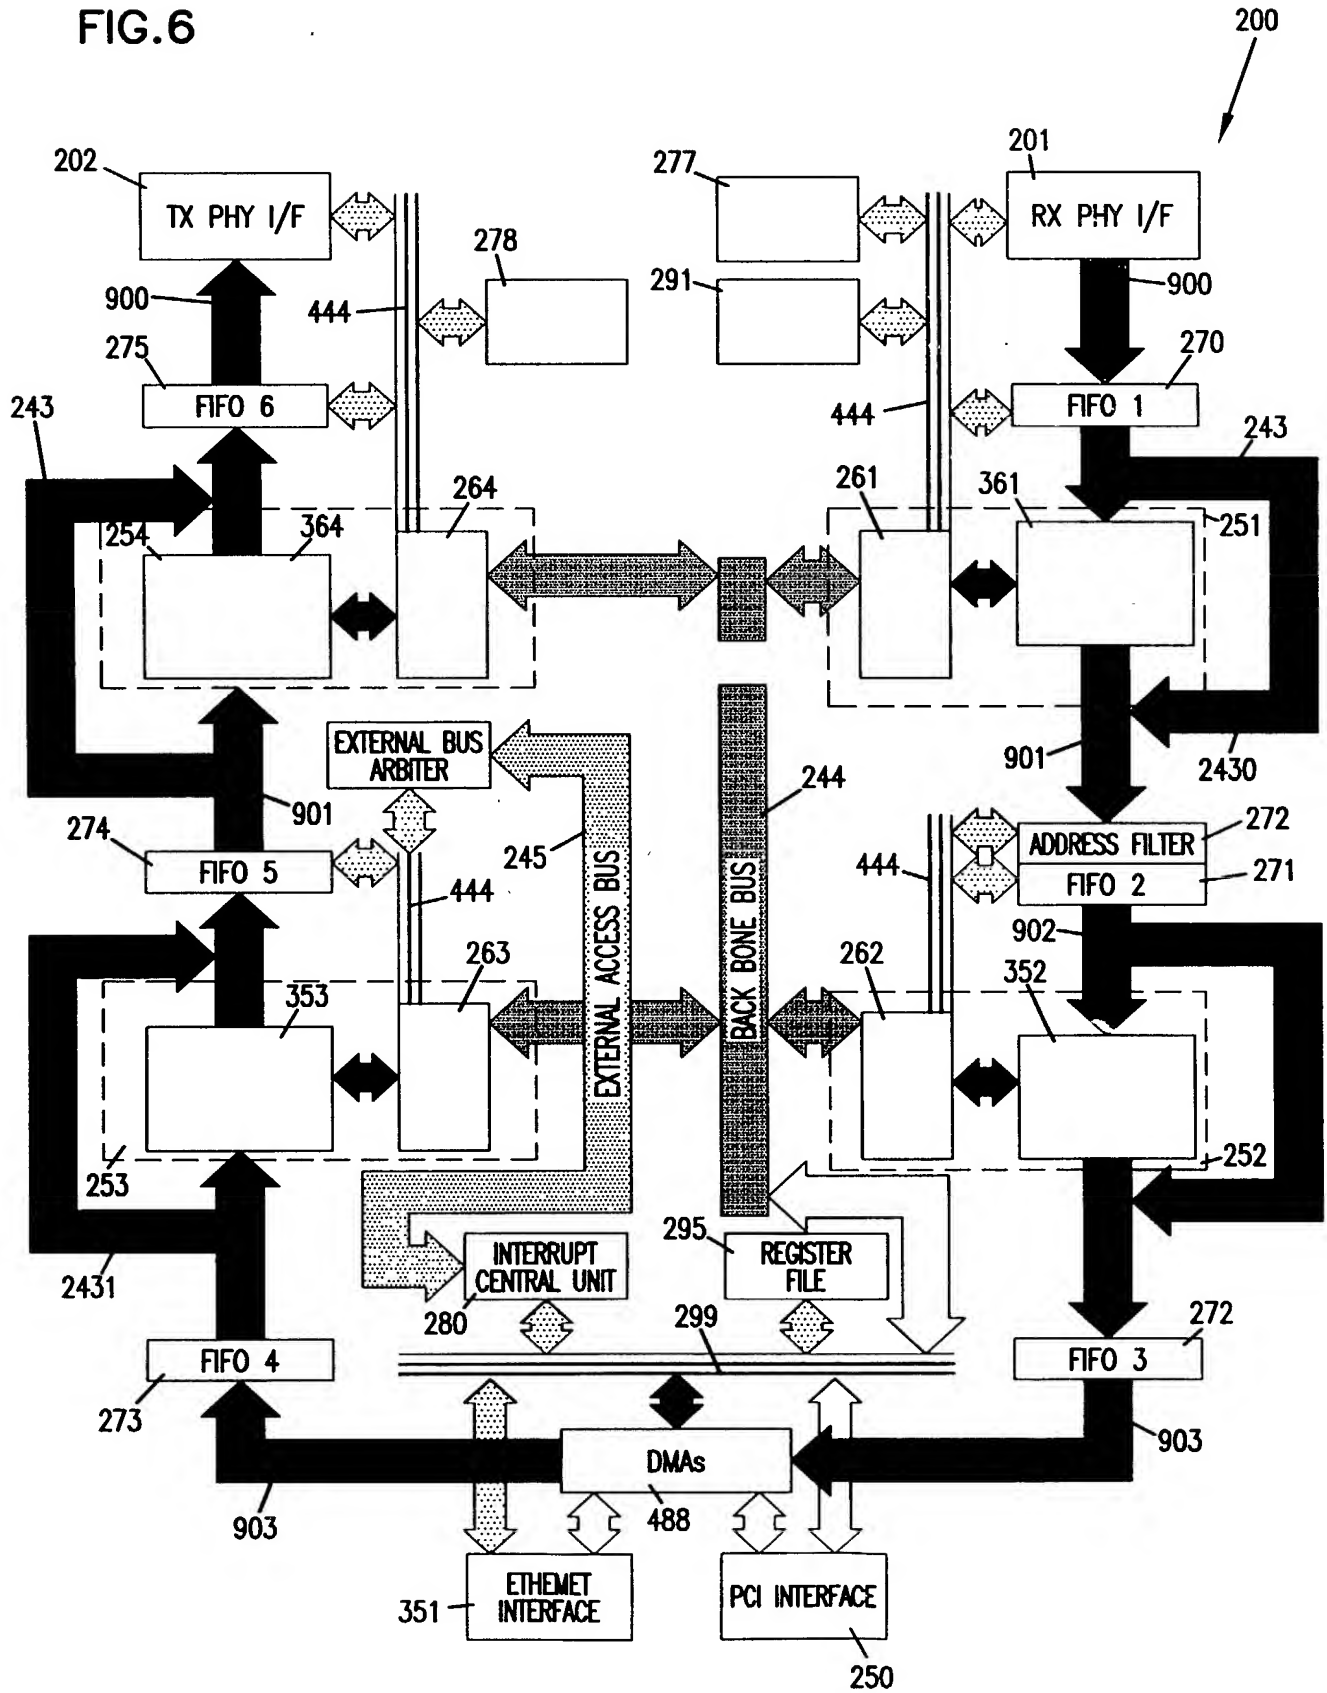 FIG.6
200
202
TX PHY I/F
277
201
RX PHY I/F
278
291
900
444
900
275
270
FIFO 6
FIFO 1
243
444
243
264
261
361
254
364
251
EXTERNAL BUS
ARBITER
901
244
901
2430
274
245
272
ADDRESS FILTER
FIFO 5
444
444
FIFO 2
271
EXTERNAL ACCESS BUS
BACK BONE BUS
902
263
262
352
353
253
252
295
INTERRUPT
CENTRAL UNIT
REGISTER
FILE
2431
280
299
272
FIFO 4
FIFO 3
273
903
DMAs
903
488
ETHEMET
INTERFACE
351
PCI INTERFACE
250